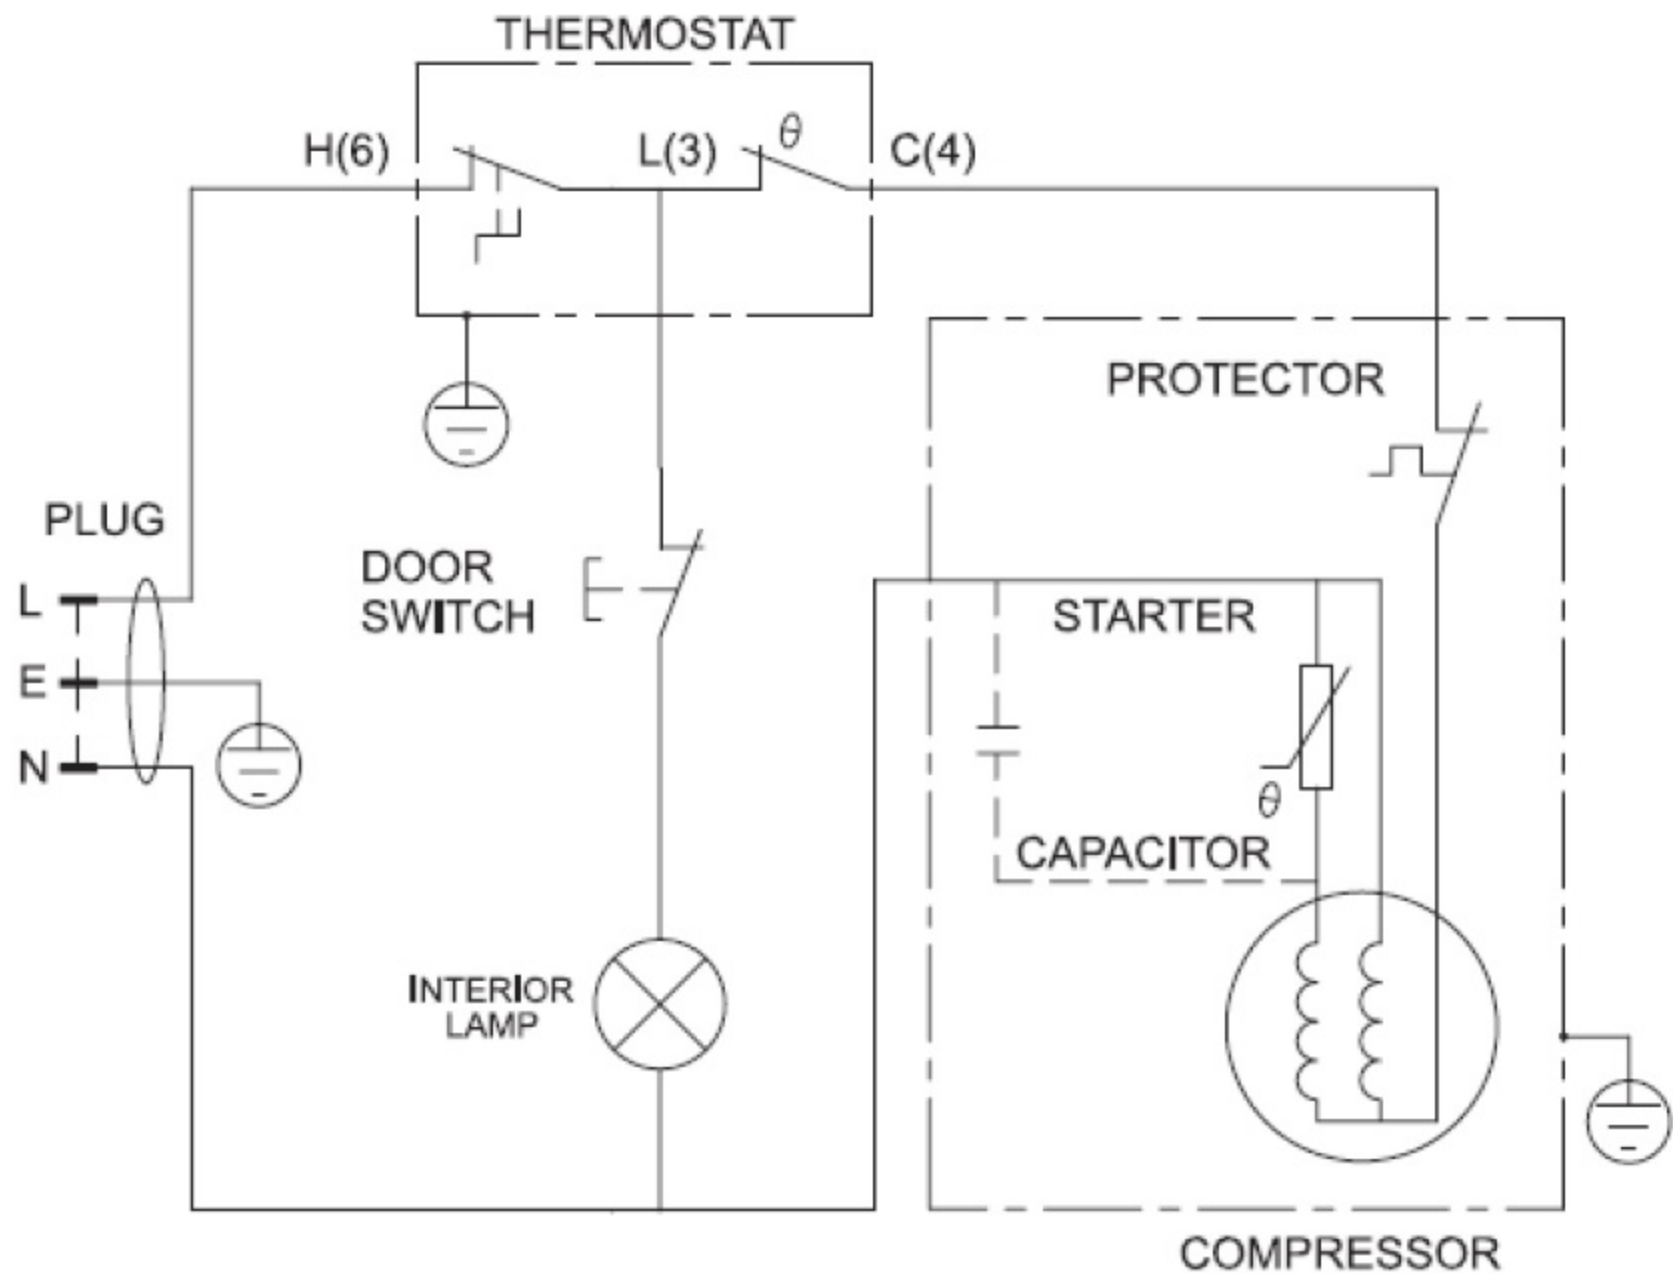 THERMOSTAT
H(6)
L(3)
θ
C(4)
PROTECTOR
PLUG
DOOR
SWITCH
L
STARTER
E
N
θ
CAPACITOR
INTERIOR
LAMP
COMPRESSOR